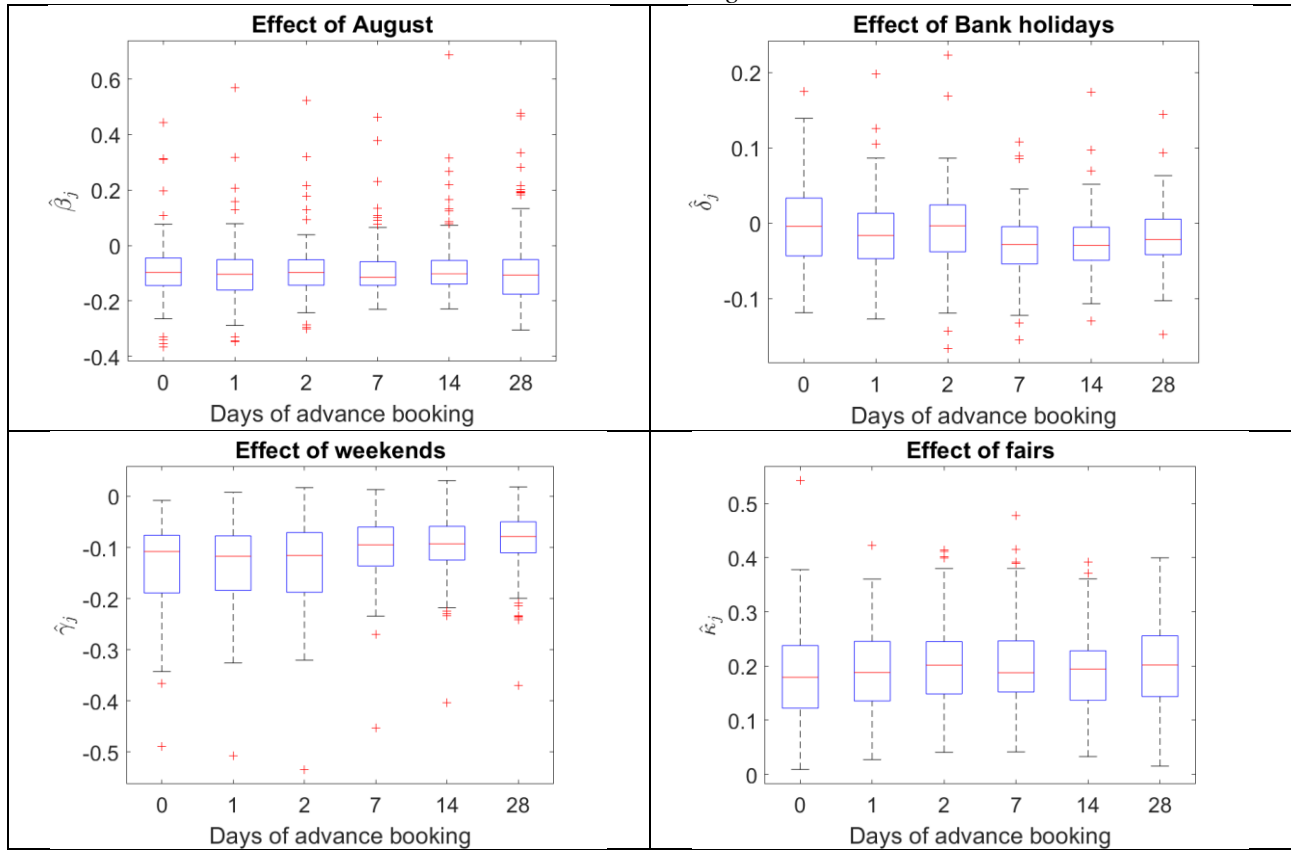 g
Effect of August
0.6
0.4
0.2
0
-0.2
-0.4
β̂j
0 1 2 7 14 28
Days of advance booking
Effect of Bank holidays
0.2
0.1
0
-0.1
δ̂j
0 1 2 7 14 28
Days of advance booking
Effect of weekends
0
-0.1
-0.2
-0.3
-0.4
-0.5
γ̂j
0 1 2 7 14 28
Days of advance booking
Effect of fairs
0.5
0.4
0.3
0.2
0.1
0
κ̂j
0 1 2 7 14 28
Days of advance booking